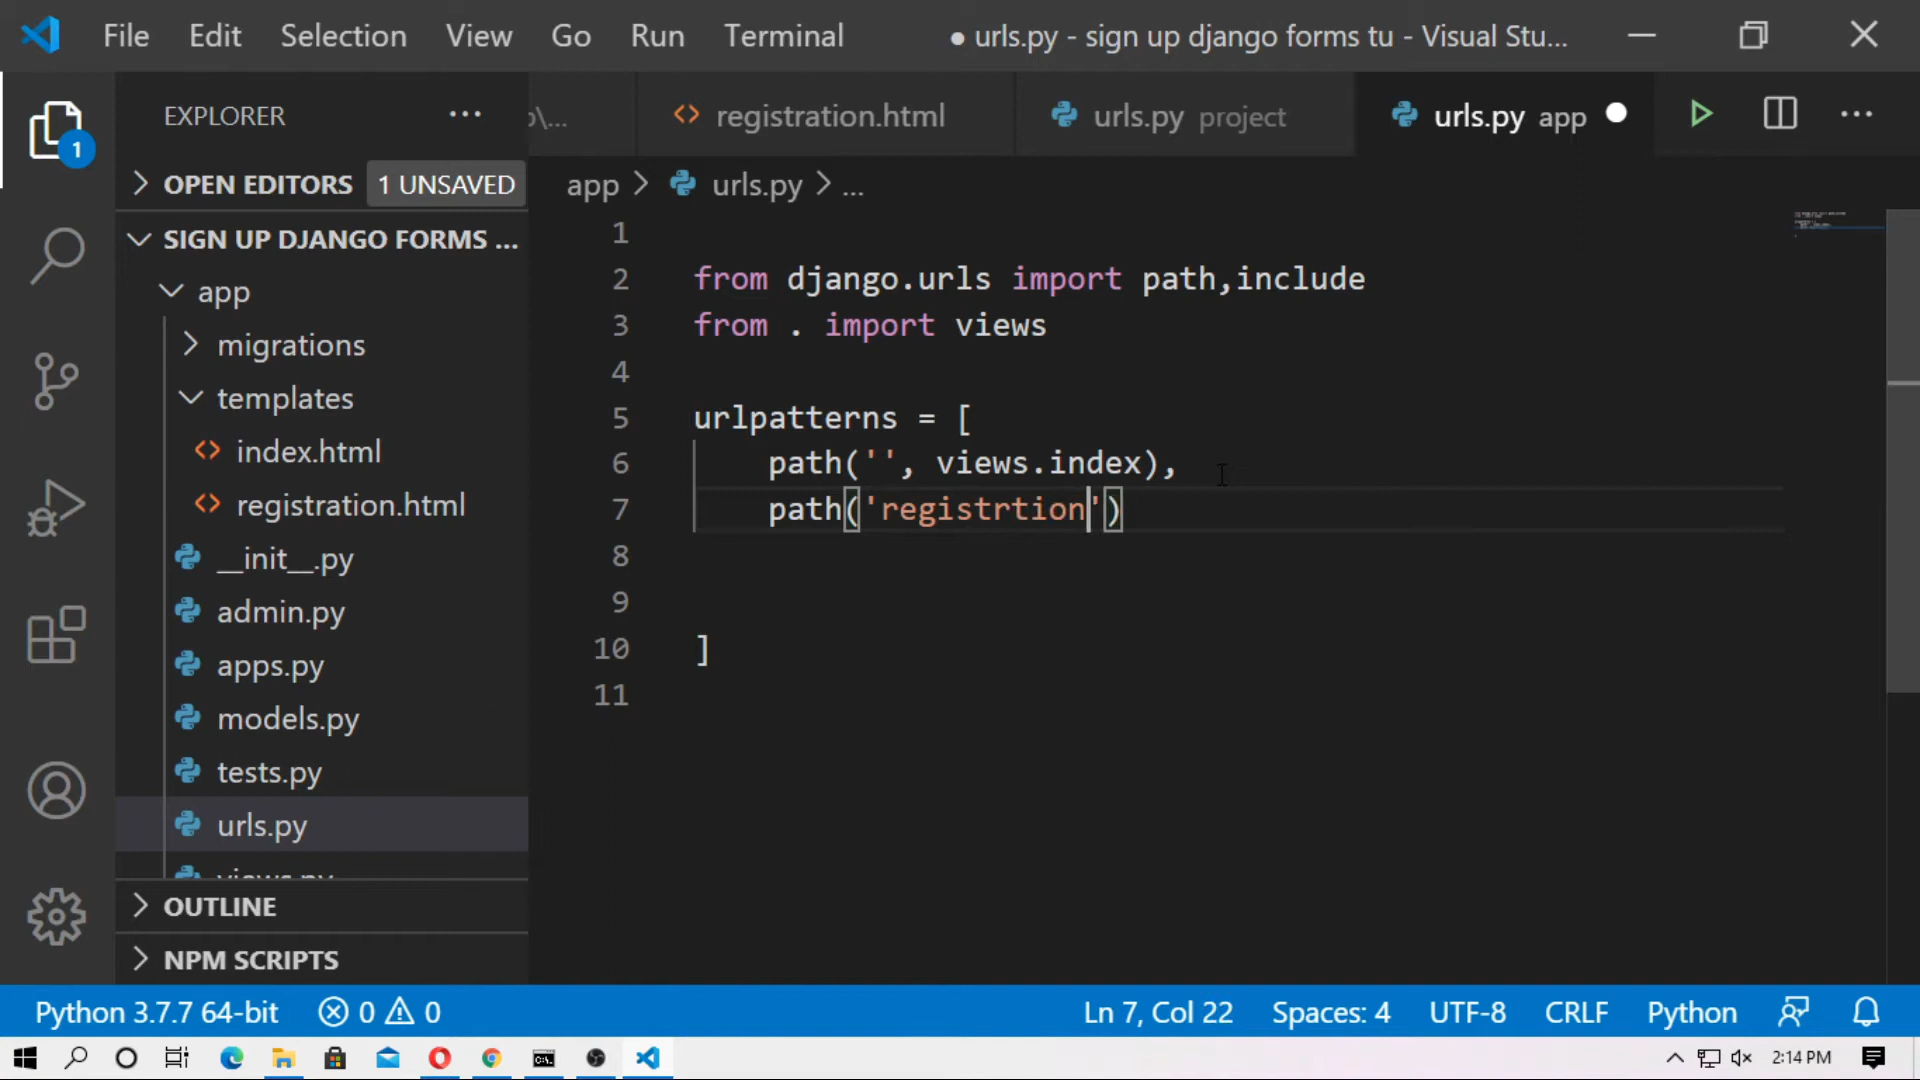 File Edit Selection View Go Run Terminal ● urls.py - sign up django forms tu - Visual Stu...
EXPLORER ...
\... registration.html urls.py project urls.py app ...
OPEN EDITORS 1 UNSAVED
app > urls.py > ...
SIGN UP DJANGO FORMS ...
app
migrations
templates
index.html
registration.html
__init__.py
admin.py
apps.py
models.py
tests.py
urls.py
views.py
OUTLINE
NPM SCRIPTS
1
1
2 from django.urls import path,include
3 from . import views
4
5 urlpatterns = [
6 path('', views.index),
7 path('registrtion')
8
9
10 ]
11
Python 3.7.7 64-bit 0 0 Ln 7, Col 22 Spaces: 4 UTF-8 CRLF Python
2:14 PM